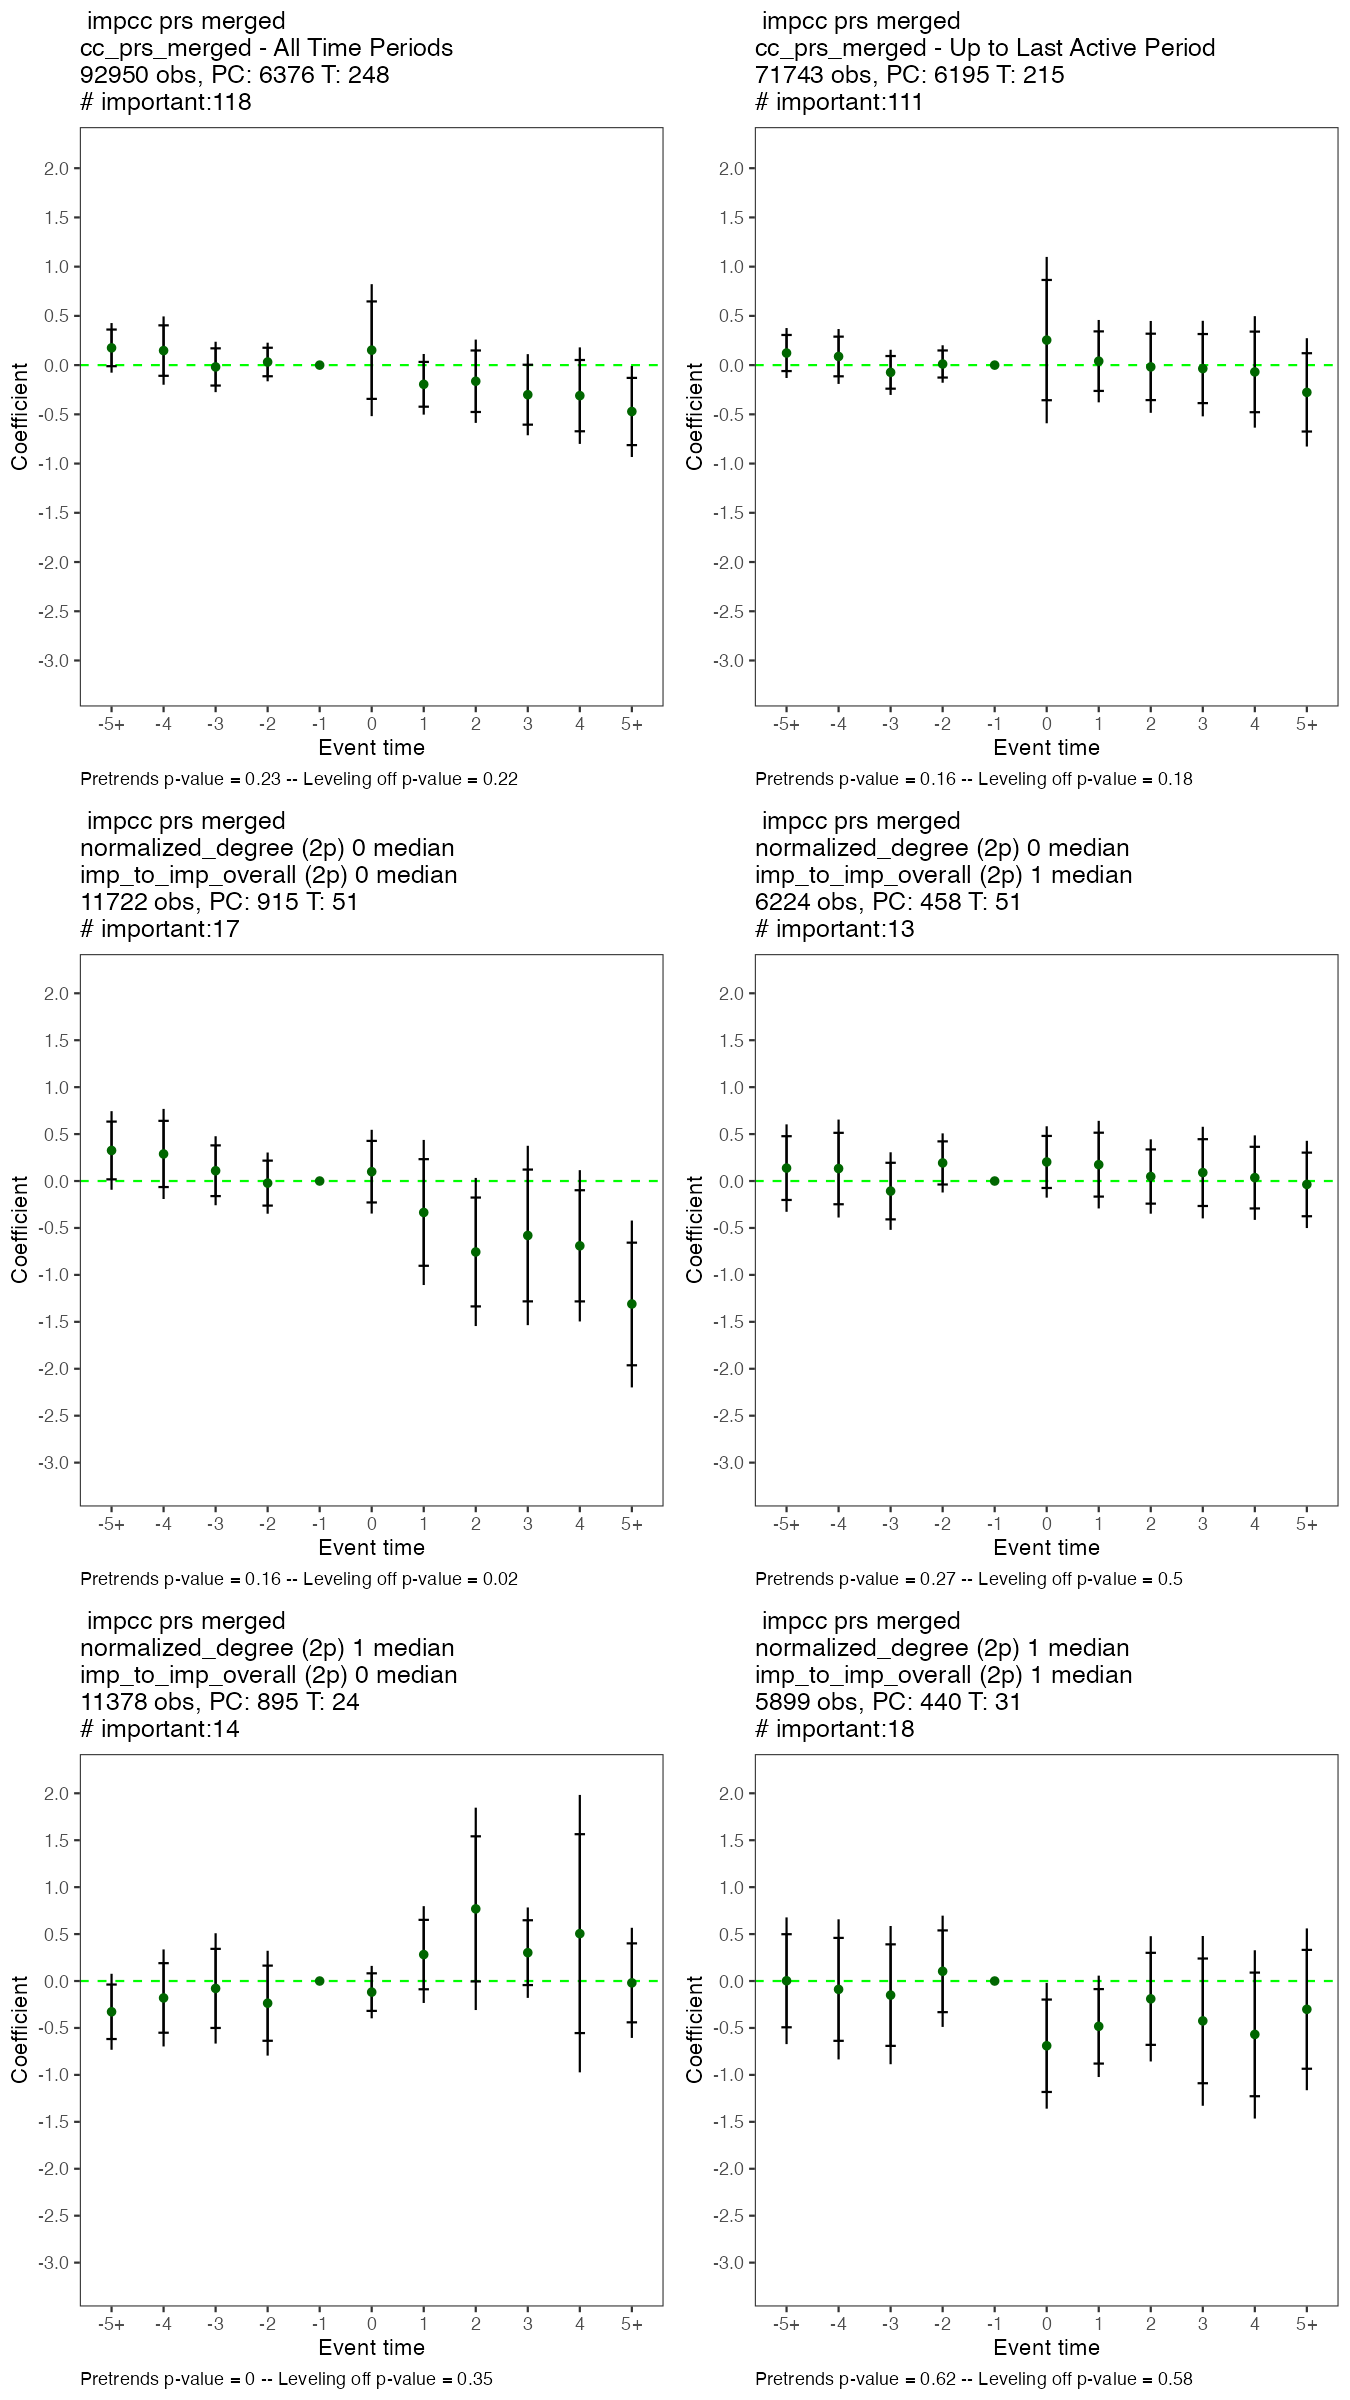 impcc prs merged
cc_prs_merged - All Time Periods
92950 obs, PC: 6376 T: 248
# important:118
2.0
1.5
1.0
0.5
0.0
-0.5
-1.0
-1.5
-2.0
-2.5
-3.0
Coefficient
-5+ -4 -3 -2 -1 0 1 2 3 4 5+
Event time
Pretrends p-value = 0.23 -- Leveling off p-value = 0.22
impcc prs merged
cc_prs_merged - Up to Last Active Period
71743 obs, PC: 6195 T: 215
# important:111
2.0
1.5
1.0
0.5
0.0
-0.5
-1.0
-1.5
-2.0
-2.5
-3.0
Coefficient
-5+ -4 -3 -2 -1 0 1 2 3 4 5+
Event time
Pretrends p-value = 0.16 -- Leveling off p-value = 0.18
impcc prs merged
normalized_degree (2p) 0 median
imp_to_imp_overall (2p) 0 median
11722 obs, PC: 915 T: 51
# important:17
2.0
1.5
1.0
0.5
0.0
-0.5
-1.0
-1.5
-2.0
-2.5
-3.0
Coefficient
-5+ -4 -3 -2 -1 0 1 2 3 4 5+
Event time
Pretrends p-value = 0.16 -- Leveling off p-value = 0.02
impcc prs merged
normalized_degree (2p) 0 median
imp_to_imp_overall (2p) 1 median
6224 obs, PC: 458 T: 51
# important:13
2.0
1.5
1.0
0.5
0.0
-0.5
-1.0
-1.5
-2.0
-2.5
-3.0
Coefficient
-5+ -4 -3 -2 -1 0 1 2 3 4 5+
Event time
Pretrends p-value = 0.27 -- Leveling off p-value = 0.5
impcc prs merged
normalized_degree (2p) 1 median
imp_to_imp_overall (2p) 0 median
11378 obs, PC: 895 T: 24
# important:14
2.0
1.5
1.0
0.5
0.0
-0.5
-1.0
-1.5
-2.0
-2.5
-3.0
Coefficient
-5+ -4 -3 -2 -1 0 1 2 3 4 5+
Event time
Pretrends p-value = 0 -- Leveling off p-value = 0.35
impcc prs merged
normalized_degree (2p) 1 median
imp_to_imp_overall (2p) 1 median
5899 obs, PC: 440 T: 31
# important:18
2.0
1.5
1.0
0.5
0.0
-0.5
-1.0
-1.5
-2.0
-2.5
-3.0
Coefficient
-5+ -4 -3 -2 -1 0 1 2 3 4 5+
Event time
Pretrends p-value = 0.62 -- Leveling off p-value = 0.58